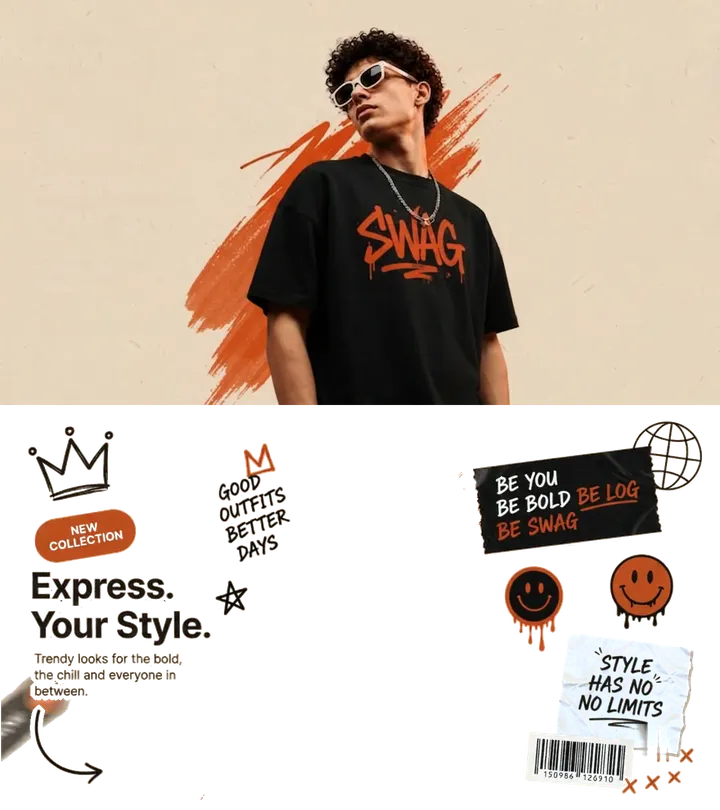 SWAG
NEW
COLLECTION
Express.
Your Style.
Trendy looks for the bold,
the chill and everyone in
between.
GOOD
OUTFITS
BETTER
DAYS
BE YOU
BE BOLD BE LOG
BE SWAG
STYLE
HAS NO
NO LIMITS
150986 126910